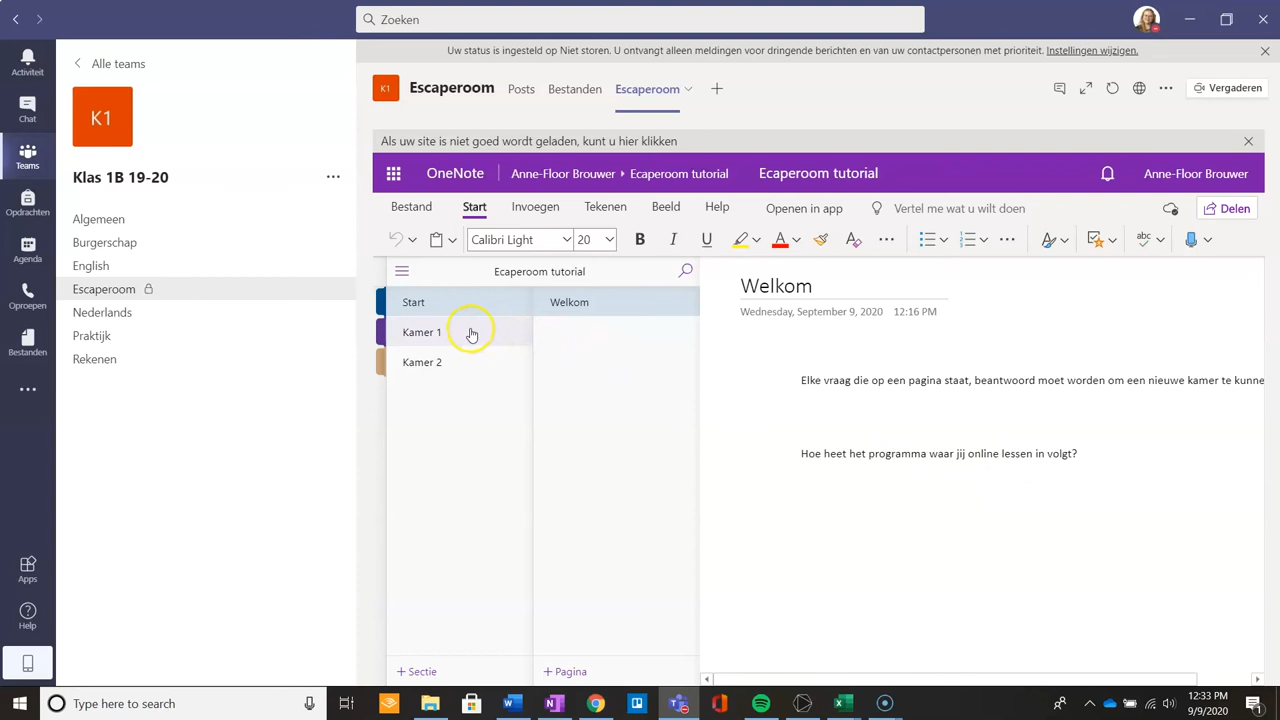 Zoeken
Uw status is ingesteld op Niet storen. U ontvangt alleen meldingen voor dringende berichten en van uw contactpersonen met prioriteit. Instellingen wijzigen.
Activiteit
Chat
Teams
Opdrachten
Agenda
Oproepen
Bestanden
Apps
Help
Alle teams
K1
Klas 1B 19-20
Algemeen
Burgerschap
English
Escaperoom
Nederlands
Praktijk
Rekenen
K1 Escaperoom Posts Bestanden Escaperoom
Vergaderen
Als uw site is niet goed wordt geladen, kunt u hier klikken
OneNote Anne-Floor Brouwer Ecaperoom tutorial Ecaperoom tutorial Anne-Floor Brouwer
Bestand Start Invoegen Tekenen Beeld Help Openen in app Vertel me wat u wilt doen Delen
Calibri Light 20 B I U A A abc
Ecaperoom tutorial
Start
Kamer 1
Kamer 2
Welkom
+ Sectie
+ Pagina
Welkom
Wednesday, September 9, 2020 12:16 PM
Elke vraag die op een pagina staat, beantwoord moet worden om een nieuwe kamer te kunne
Hoe heet het programma waar jij online lessen in volgt?
Type here to search
12:33 PM
9/9/2020
1